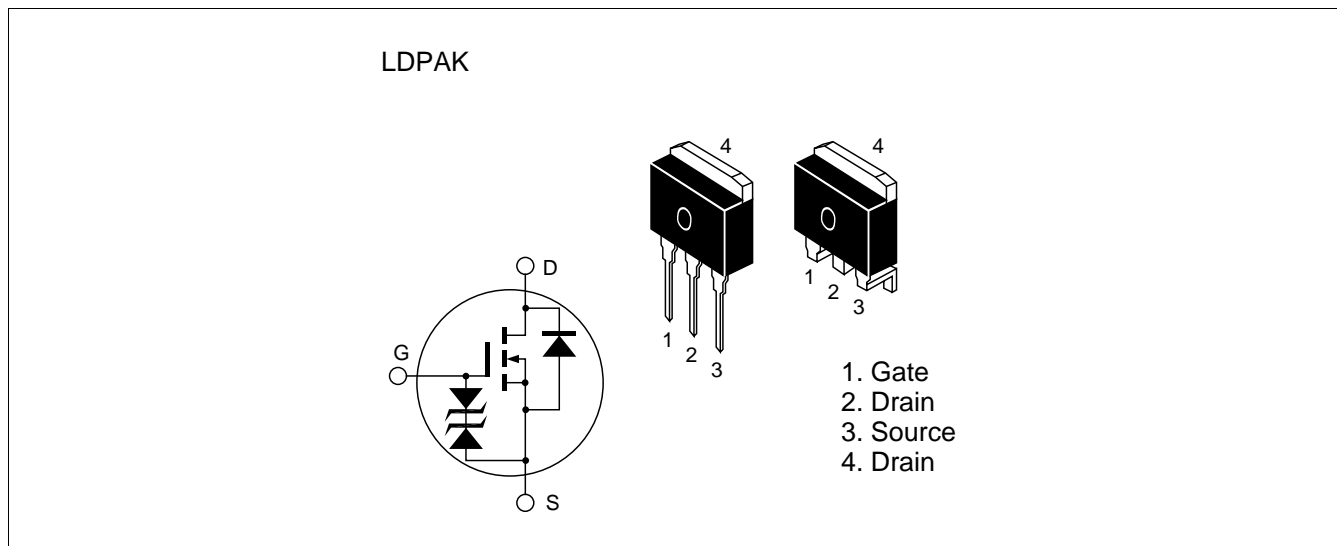 LDPAK
4
4
1
2
3
1
2
3
D
G
S
1. Gate
2. Drain
3. Source
4. Drain